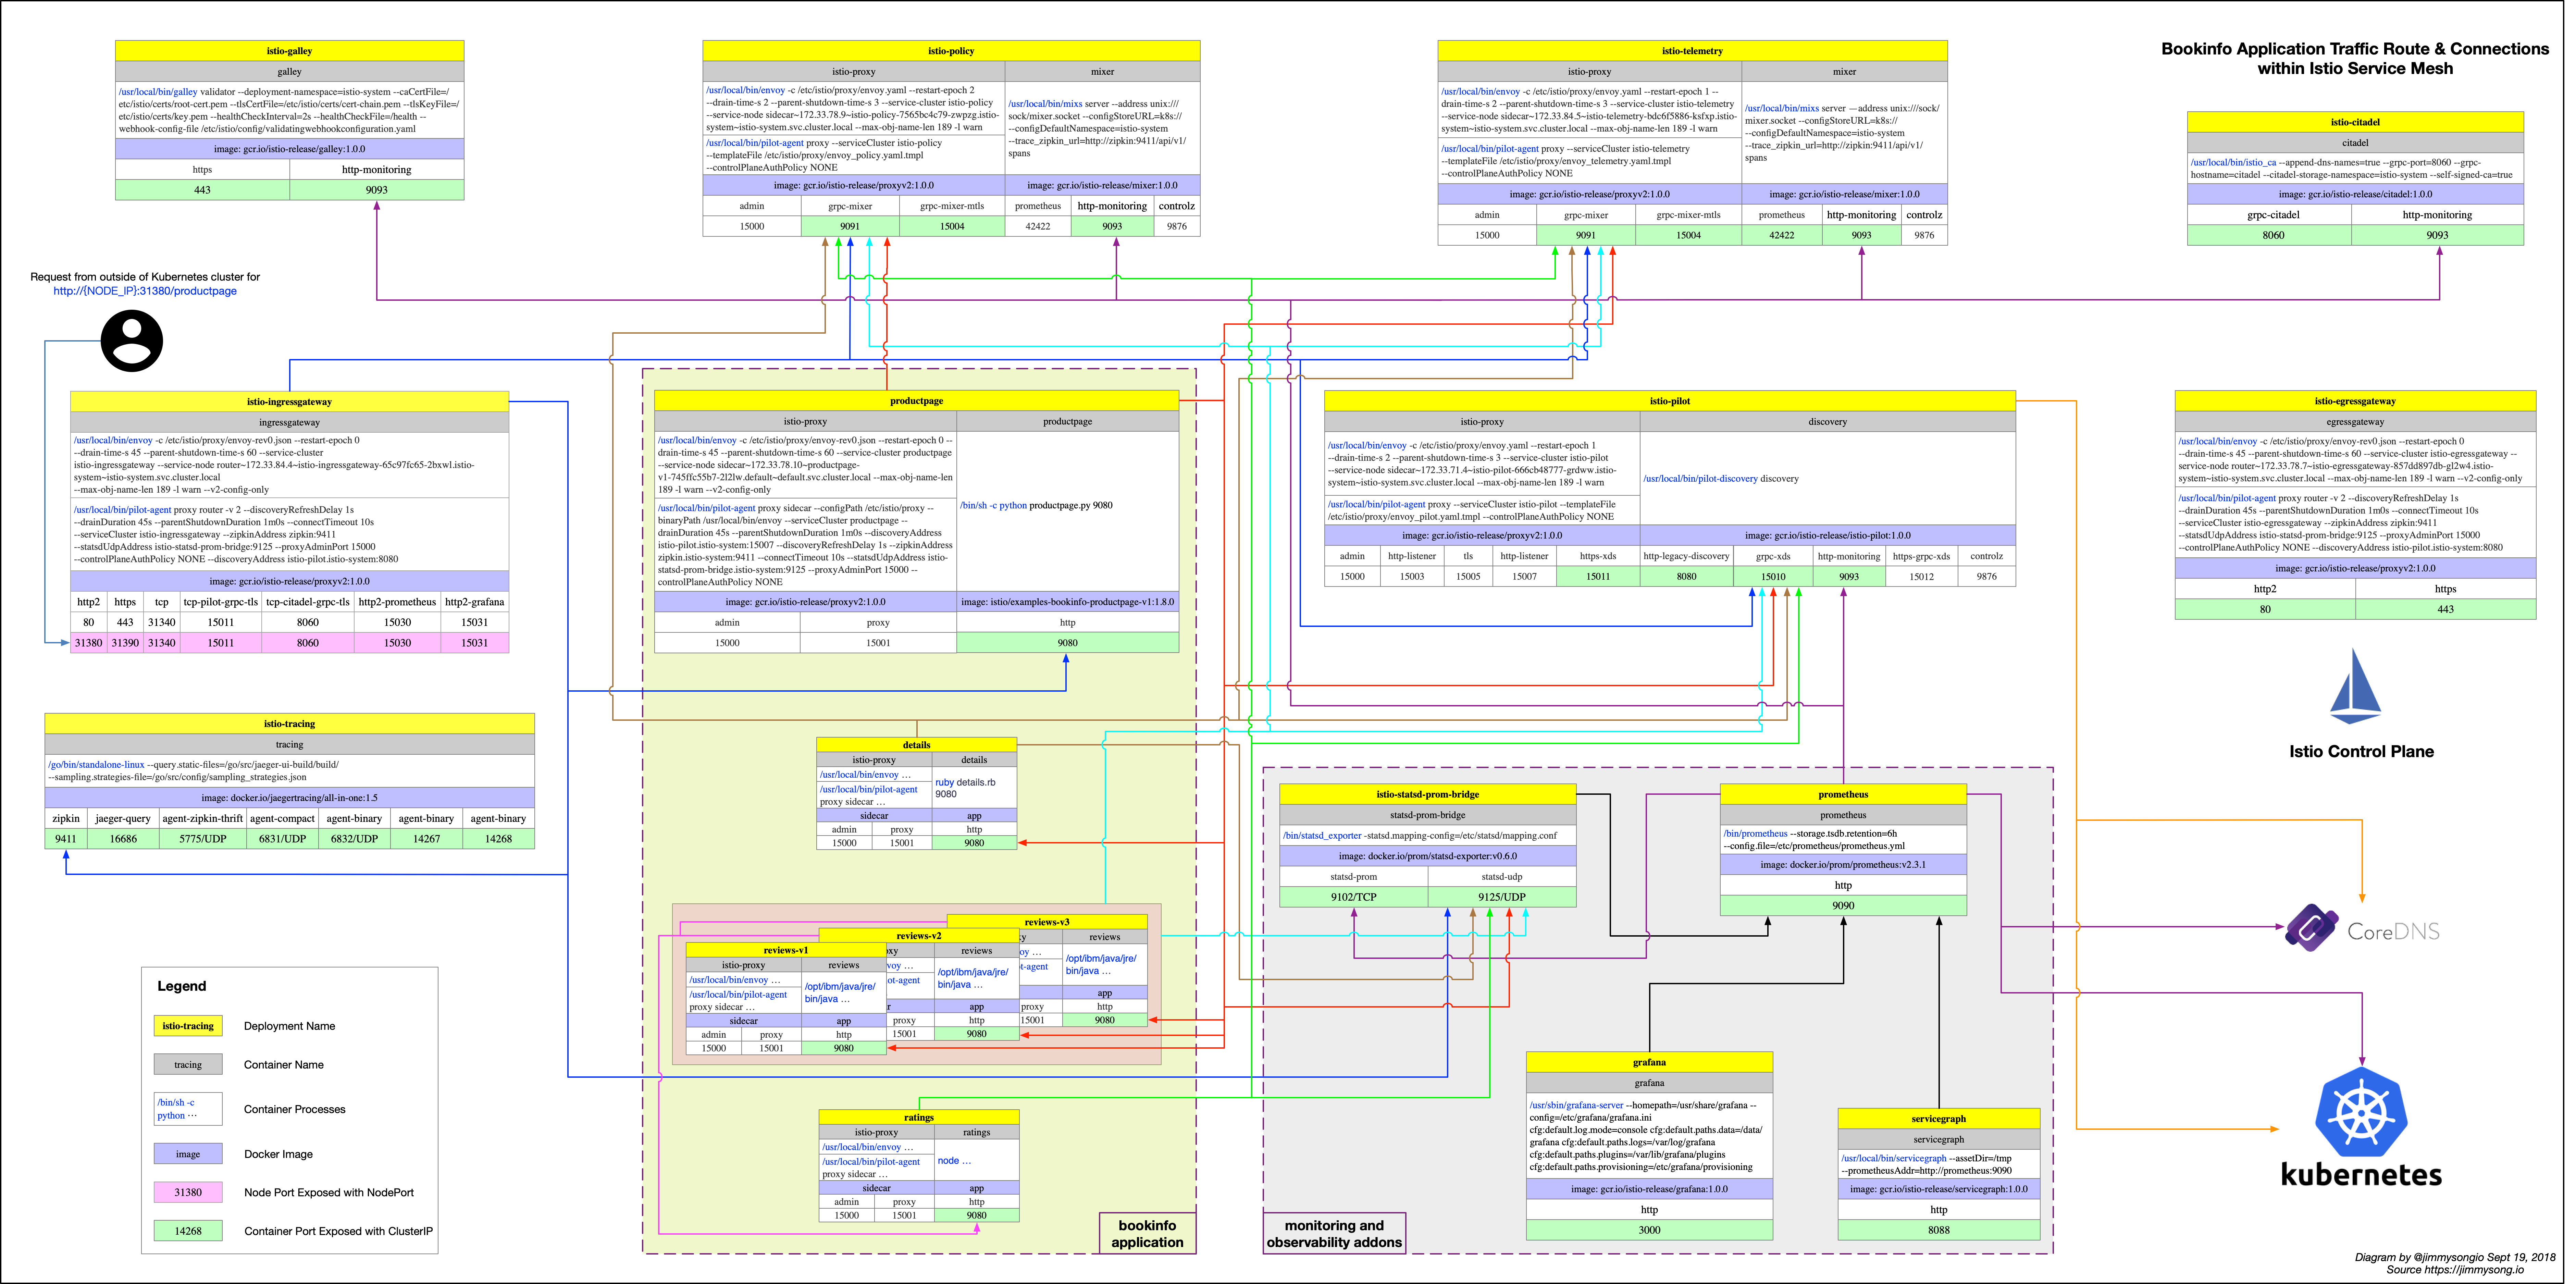 Bookinfo Application Traffic Route & Connections
within Istio Service Mesh
istio-galley
galley
/usr/local/bin/galley validator --deployment-namespace=istio-system --caCertFile=/
etc/istio/certs/root-cert.pem --tlsCertFile=/etc/istio/certs/cert-chain.pem --tlsKeyFile=/
etc/istio/certs/key.pem --healthCheckInterval=2s --healthCheckFile=/health --
webhook-config-file /etc/istio/config/validatingwebhookconfiguration.yaml
image: gcr.io/istio-release/galley:1.0.0
https http-monitoring
443 9093
istio-policy
istio-proxy mixer
/usr/local/bin/envoy -c /etc/istio/proxy/envoy.yaml --restart-epoch 2
--drain-time-s 2 --parent-shutdown-time-s 3 --service-cluster istio-policy
--service-node sidecar~172.33.78.9~istio-policy-7565bc4c79-zwpzg.istio-
system~istio-system.svc.cluster.local --max-obj-name-len 189 -l warn
/usr/local/bin/pilot-agent proxy --serviceCluster istio-policy
--templateFile /etc/istio/proxy/envoy_policy.yaml.tmpl
--controlPlaneAuthPolicy NONE
/usr/local/bin/mixs server --address unix:///
sock/mixer.socket --configStoreURL=k8s://
--configDefaultNamespace=istio-system
--trace_zipkin_url=http://zipkin:9411/api/v1/
spans
image: gcr.io/istio-release/proxyv2:1.0.0 image: gcr.io/istio-release/mixer:1.0.0
admin grpc-mixer grpc-mixer-mtls prometheus http-monitoring controlz
15000 9091 15004 42422 9093 9876
istio-telemetry
istio-proxy mixer
/usr/local/bin/envoy -c /etc/istio/proxy/envoy.yaml --restart-epoch 1 --
drain-time-s 2 --parent-shutdown-time-s 3 --service-cluster istio-telemetry
--service-node sidecar~172.33.84.5~istio-telemetry-bdc6f5886-ksfxp.istio-
system~istio-system.svc.cluster.local --max-obj-name-len 189 -l warn
/usr/local/bin/pilot-agent proxy --serviceCluster istio-telemetry
--templateFile /etc/istio/proxy/envoy_telemetry.yaml.tmpl
--controlPlaneAuthPolicy NONE
/usr/local/bin/mixs server —address unix:///sock/
mixer.socket --configStoreURL=k8s://
--configDefaultNamespace=istio-system
--trace_zipkin_url=http://zipkin:9411/api/v1/
spans
image: gcr.io/istio-release/proxyv2:1.0.0 image: gcr.io/istio-release/mixer:1.0.0
admin grpc-mixer grpc-mixer-mtls prometheus http-monitoring controlz
15000 9091 15004 42422 9093 9876
istio-citadel
citadel
/usr/local/bin/istio_ca --append-dns-names=true --grpc-port=8060 --grpc-
hostname=citadel --citadel-storage-namespace=istio-system --self-signed-ca=true
image: gcr.io/istio-release/citadel:1.0.0
grpc-citadel http-monitoring
8060 9093
Request from outside of Kubernetes cluster for
http://{NODE_IP}:31380/productpage
istio-ingressgateway
ingressgateway
/usr/local/bin/envoy -c /etc/istio/proxy/envoy-rev0.json --restart-epoch 0
--drain-time-s 45 --parent-shutdown-time-s 60 --service-cluster
istio-ingressgateway --service-node router~172.33.84.4~istio-ingressgateway-65c97fc65-2bxwl.istio-
system~istio-system.svc.cluster.local
--max-obj-name-len 189 -l warn --v2-config-only
/usr/local/bin/pilot-agent proxy router -v 2 --discoveryRefreshDelay 1s
--drainDuration 45s --parentShutdownDuration 1m0s --connectTimeout 10s
--serviceCluster istio-ingressgateway --zipkinAddress zipkin:9411
--statsdUdpAddress istio-statsd-prom-bridge:9125 --proxyAdminPort 15000
--controlPlaneAuthPolicy NONE --discoveryAddress istio-pilot.istio-system:8080
image: gcr.io/istio-release/proxyv2:1.0.0
http2 https tcp tcp-pilot-grpc-tls tcp-citadel-grpc-tls http2-prometheus http2-grafana
80 443 31340 15011 8060 15030 15031
31380 31390 31340 15011 8060 15030 15031
productpage
istio-proxy productpage
/usr/local/bin/envoy -c /etc/istio/proxy/envoy-rev0.json --restart-epoch 0 --
drain-time-s 45 --parent-shutdown-time-s 60 --service-cluster productpage
--service-node sidecar~172.33.78.10~productpage-
v1-745ffc55b7-2l2lw.default~default.svc.cluster.local --max-obj-name-len
189 -l warn --v2-config-only
/usr/local/bin/pilot-agent proxy sidecar --configPath /etc/istio/proxy --
binaryPath /usr/local/bin/envoy --serviceCluster productpage --
drainDuration 45s --parentShutdownDuration 1m0s --discoveryAddress
istio-pilot.istio-system:15007 --discoveryRefreshDelay 1s --zipkinAddress
zipkin.istio-system:9411 --connectTimeout 10s --statsdUdpAddress istio-
statsd-prom-bridge.istio-system:9125 --proxyAdminPort 15000 --
controlPlaneAuthPolicy NONE
/bin/sh -c python productpage.py 9080
image: gcr.io/istio-release/proxyv2:1.0.0 image: istio/examples-bookinfo-productpage-v1:1.8.0
admin proxy http
15000 15001 9080
istio-pilot
istio-proxy discovery
/usr/local/bin/envoy -c /etc/istio/proxy/envoy.yaml --restart-epoch 1
--drain-time-s 2 --parent-shutdown-time-s 3 --service-cluster istio-pilot
--service-node sidecar~172.33.71.4~istio-pilot-666cb48777-grdww.istio-
system~istio-system.svc.cluster.local --max-obj-name-len 189 -l warn
/usr/local/bin/pilot-agent proxy --serviceCluster istio-pilot --templateFile
/etc/istio/proxy/envoy_pilot.yaml.tmpl --controlPlaneAuthPolicy NONE
/usr/local/bin/pilot-discovery discovery
image: gcr.io/istio-release/proxyv2:1.0.0 image: gcr.io/istio-release/istio-pilot:1.0.0
admin http-listener tls http-listener https-xds http-legacy-discovery grpc-xds http-monitoring https-grpc-xds controlz
15000 15003 15005 15007 15011 8080 15010 9093 15012 9876
istio-egressgateway
egressgateway
/usr/local/bin/envoy -c /etc/istio/proxy/envoy-rev0.json --restart-epoch 0
--drain-time-s 45 --parent-shutdown-time-s 60 --service-cluster istio-egressgateway --
service-node router~172.33.78.7~istio-egressgateway-857dd897db-gl2w4.istio-
system~istio-system.svc.cluster.local --max-obj-name-len 189 -l warn --v2-config-only
/usr/local/bin/pilot-agent proxy router -v 2 --discoveryRefreshDelay 1s
--drainDuration 45s --parentShutdownDuration 1m0s --connectTimeout 10s
--serviceCluster istio-egressgateway --zipkinAddress zipkin:9411
--statsdUdpAddress istio-statsd-prom-bridge:9125 --proxyAdminPort 15000
--controlPlaneAuthPolicy NONE --discoveryAddress istio-pilot.istio-system:8080
image: gcr.io/istio-release/proxyv2:1.0.0
http2 https
80 443
Istio Control Plane
istio-tracing
tracing
/go/bin/standalone-linux --query.static-files=/go/src/jaeger-ui-build/build/
--sampling.strategies-file=/go/src/config/sampling_strategies.json
image: docker.io/jaegertracing/all-in-one:1.5
zipkin jaeger-query agent-zipkin-thrift agent-compact agent-binary agent-binary agent-binary
9411 16686 5775/UDP 6831/UDP 6832/UDP 14267 14268
details
istio-proxy details
/usr/local/bin/envoy …
/usr/local/bin/pilot-agent
proxy sidecar …
ruby details.rb
9080
sidecar app
admin proxy http
15000 15001 9080
reviews-v3
xy reviews
oy …
t-agent
/opt/ibm/java/jre/
bin/java …
app
proxy http
15001 9080
reviews-v2
oxy reviews
nvoy …
ilot-agent
/opt/ibm/java/jre/
bin/java …
r app
proxy http
15001 9080
reviews-v1
istio-proxy reviews
/usr/local/bin/envoy …
/usr/local/bin/pilot-agent
proxy sidecar …
/opt/ibm/java/jre/
bin/java …
sidecar app
admin proxy http
15000 15001 9080
ratings
istio-proxy ratings
/usr/local/bin/envoy …
/usr/local/bin/pilot-agent
proxy sidecar …
node …
sidecar app
admin proxy http
15000 15001 9080
bookinfo
application
istio-statsd-prom-bridge
statsd-prom-bridge
/bin/statsd_exporter -statsd.mapping-config=/etc/statsd/mapping.conf
image: docker.io/prom/statsd-exporter:v0.6.0
statsd-prom statsd-udp
9102/TCP 9125/UDP
prometheus
prometheus
/bin/prometheus --storage.tsdb.retention=6h
--config.file=/etc/prometheus/prometheus.yml
image: docker.io/prom/prometheus:v2.3.1
http
9090
grafana
grafana
/usr/sbin/grafana-server --homepath=/usr/share/grafana --
config=/etc/grafana/grafana.ini
cfg:default.log.mode=console cfg:default.paths.data=/data/
grafana cfg:default.paths.logs=/var/log/grafana
cfg:default.paths.plugins=/var/lib/grafana/plugins
cfg:default.paths.provisioning=/etc/grafana/provisioning
image: gcr.io/istio-release/grafana:1.0.0
http
3000
servicegraph
servicegraph
/usr/local/bin/servicegraph --assetDir=/tmp
--prometheusAddr=http://prometheus:9090
image: gcr.io/istio-release/servicegraph:1.0.0
http
8088
monitoring and
observability addons
CoreDNS
kubernetes
Legend
istio-tracing Deployment Name
tracing Container Name
/bin/sh -c
python … Container Processes
image Docker Image
31380 Node Port Exposed with NodePort
14268 Container Port Exposed with ClusterIP
Diagram by @jimmysongio Sept 19, 2018
Source https://jimmysong.io